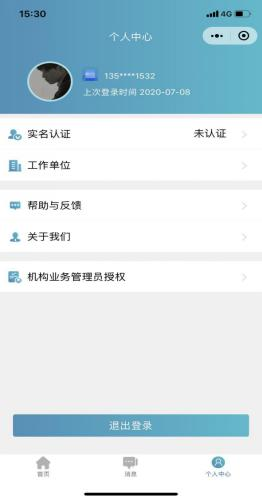 15:30
4G
个人中心
135****1532
上次登录时间 2020-07-08
实名认证 未认证
工作单位
帮助与反馈
关于我们
机构业务管理员授权
退出登录
首页 消息 个人中心